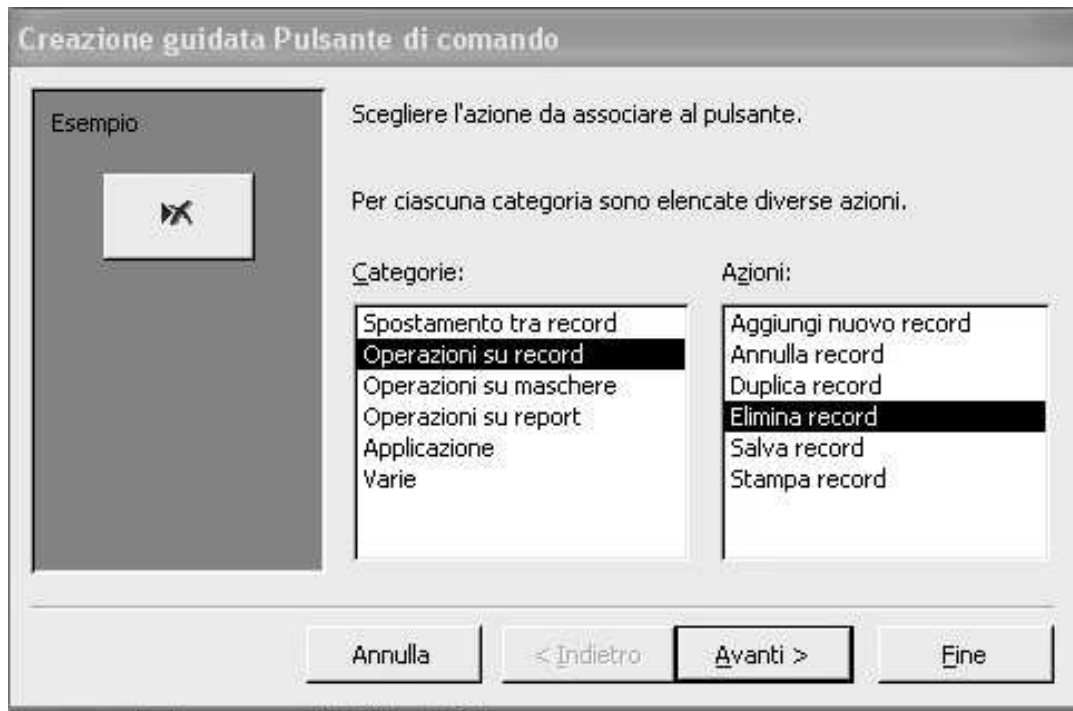 Creazione guidata Pulsante di comando
Esempio
Scegliere l'azione da associare al pulsante.
Per ciascuna categoria sono elencate diverse azioni.
Categorie:
Azioni:
Spostamento tra record
Operazioni su record
Operazioni su maschere
Operazioni su report
Applicazione
Varie
Aggiungi nuovo record
Annulla record
Duplica record
Elimina record
Salva record
Stampa record
Annulla
< Indietro
Avanti >
Fine